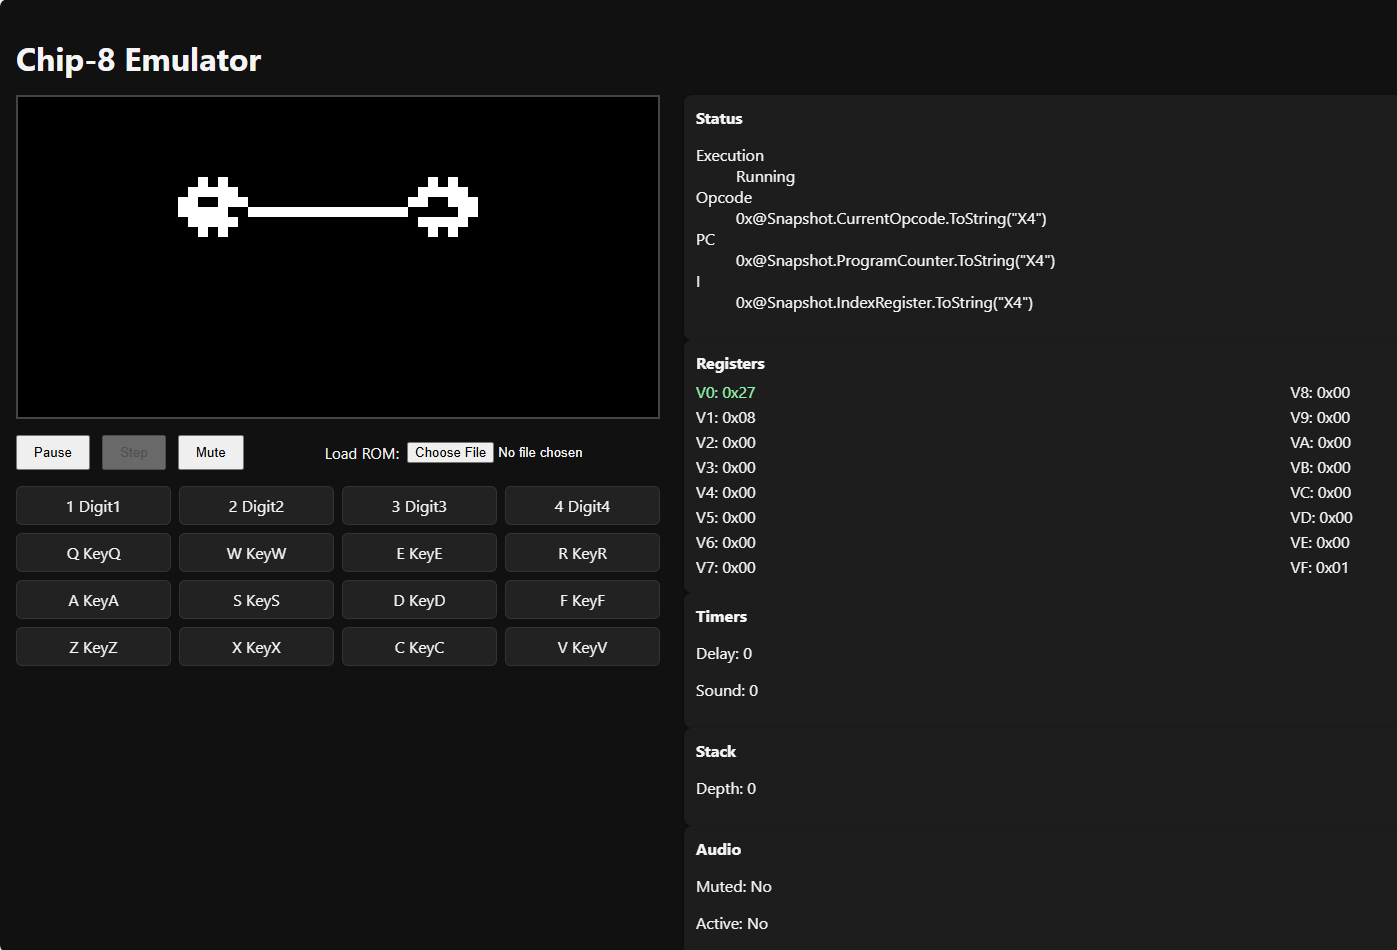 Chip-8 Emulator
Pause
Step
Mute
Load ROM:
Choose File
No file chosen
1 Digit1
2 Digit2
3 Digit3
4 Digit4
Q KeyQ
W KeyW
E KeyE
R KeyR
A KeyA
S KeyS
D KeyD
F KeyF
Z KeyZ
X KeyX
C KeyC
V KeyV
Status
Execution
Running
Opcode
0x@Snapshot.CurrentOpcode.ToString("X4")
PC
0x@Snapshot.ProgramCounter.ToString("X4")
I
0x@Snapshot.IndexRegister.ToString("X4")
Registers
V0: 0x27
V1: 0x08
V2: 0x00
V3: 0x00
V4: 0x00
V5: 0x00
V6: 0x00
V7: 0x00
V8: 0x00
V9: 0x00
VA: 0x00
VB: 0x00
VC: 0x00
VD: 0x00
VE: 0x00
VF: 0x01
Timers
Delay: 0
Sound: 0
Stack
Depth: 0
Audio
Muted: No
Active: No